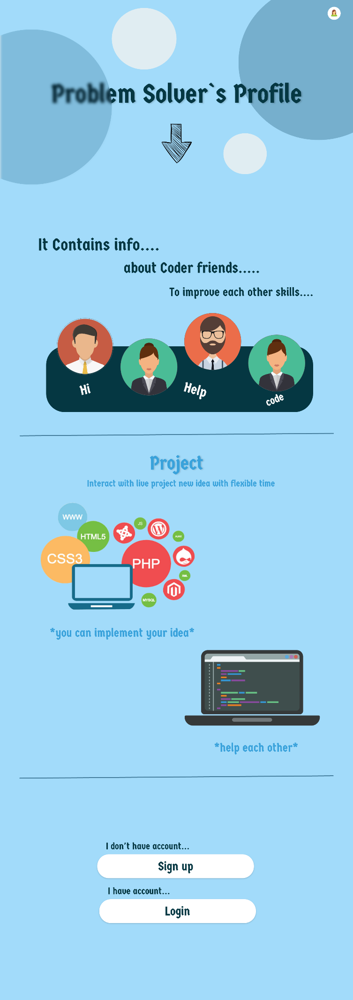 Problem Solver`s Profile
It Contains info....
about Coder friends.....
To improve each other skills....
Hi
Help
code
Project
Interact with live project new idea with flexible time
WWW
HTML5
JS
AJAX
CSS3
PHP
XML
MYSQL
*you can implement your idea*
*help each other*
I don't have account...
Sign up
I have account...
Login